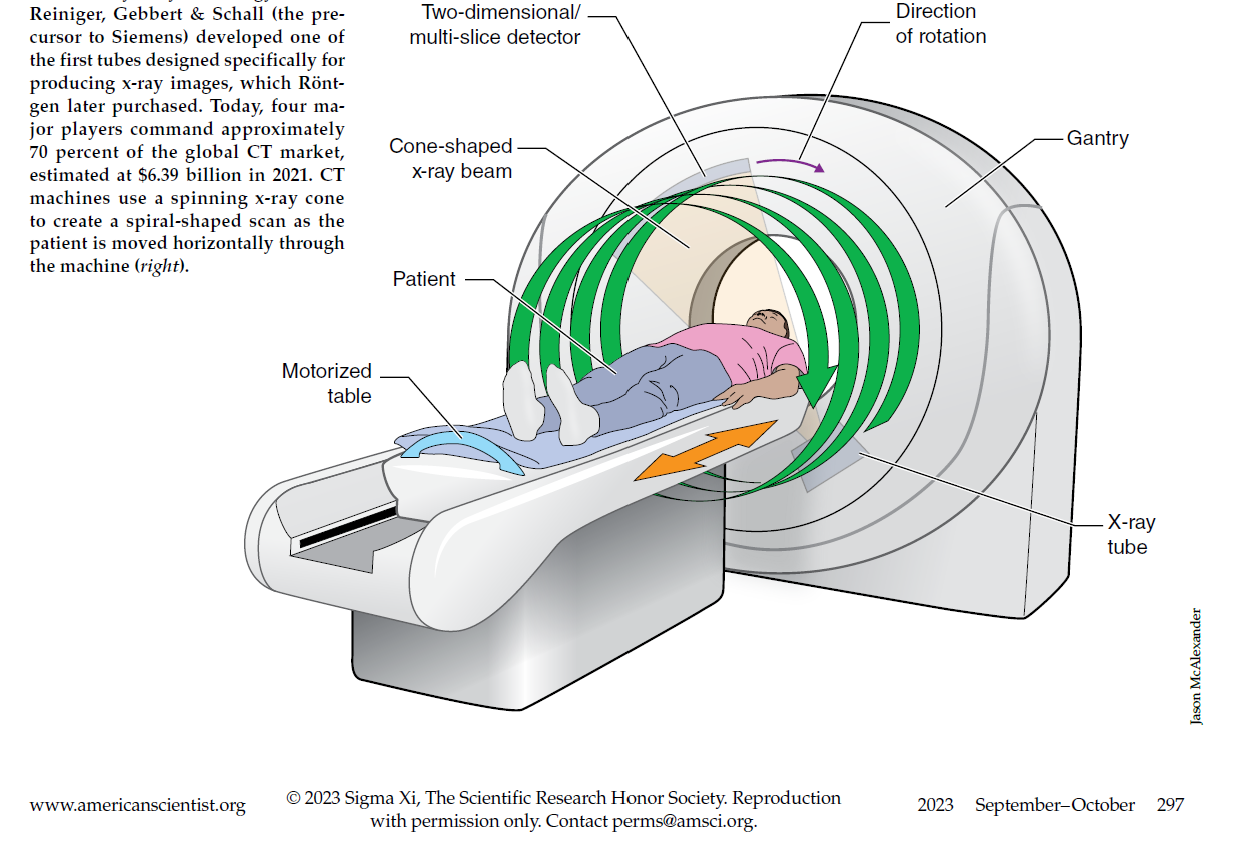 Reiniger, Gebbert & Schall (the pre-
cursor to Siemens) developed one of
the first tubes designed specifically for
producing x-ray images, which Rönt-
gen later purchased. Today, four ma-
jor players command approximately
70 percent of the global CT market,
estimated at $6.39 billion in 2021. CT
machines use a spinning x-ray cone
to create a spiral-shaped scan as the
patient is moved horizontally through
the machine (right).
Two-dimensional/
multi-slice detector
Direction
of rotation
Cone-shaped
x-ray beam
Gantry
Patient
Motorized
table
X-ray
tube
Jason McAlexander
www.americanscientist.org
© 2023 Sigma Xi, The Scientific Research Honor Society. Reproduction
with permission only. Contact perms@amsci.org.
2023 September–October 297